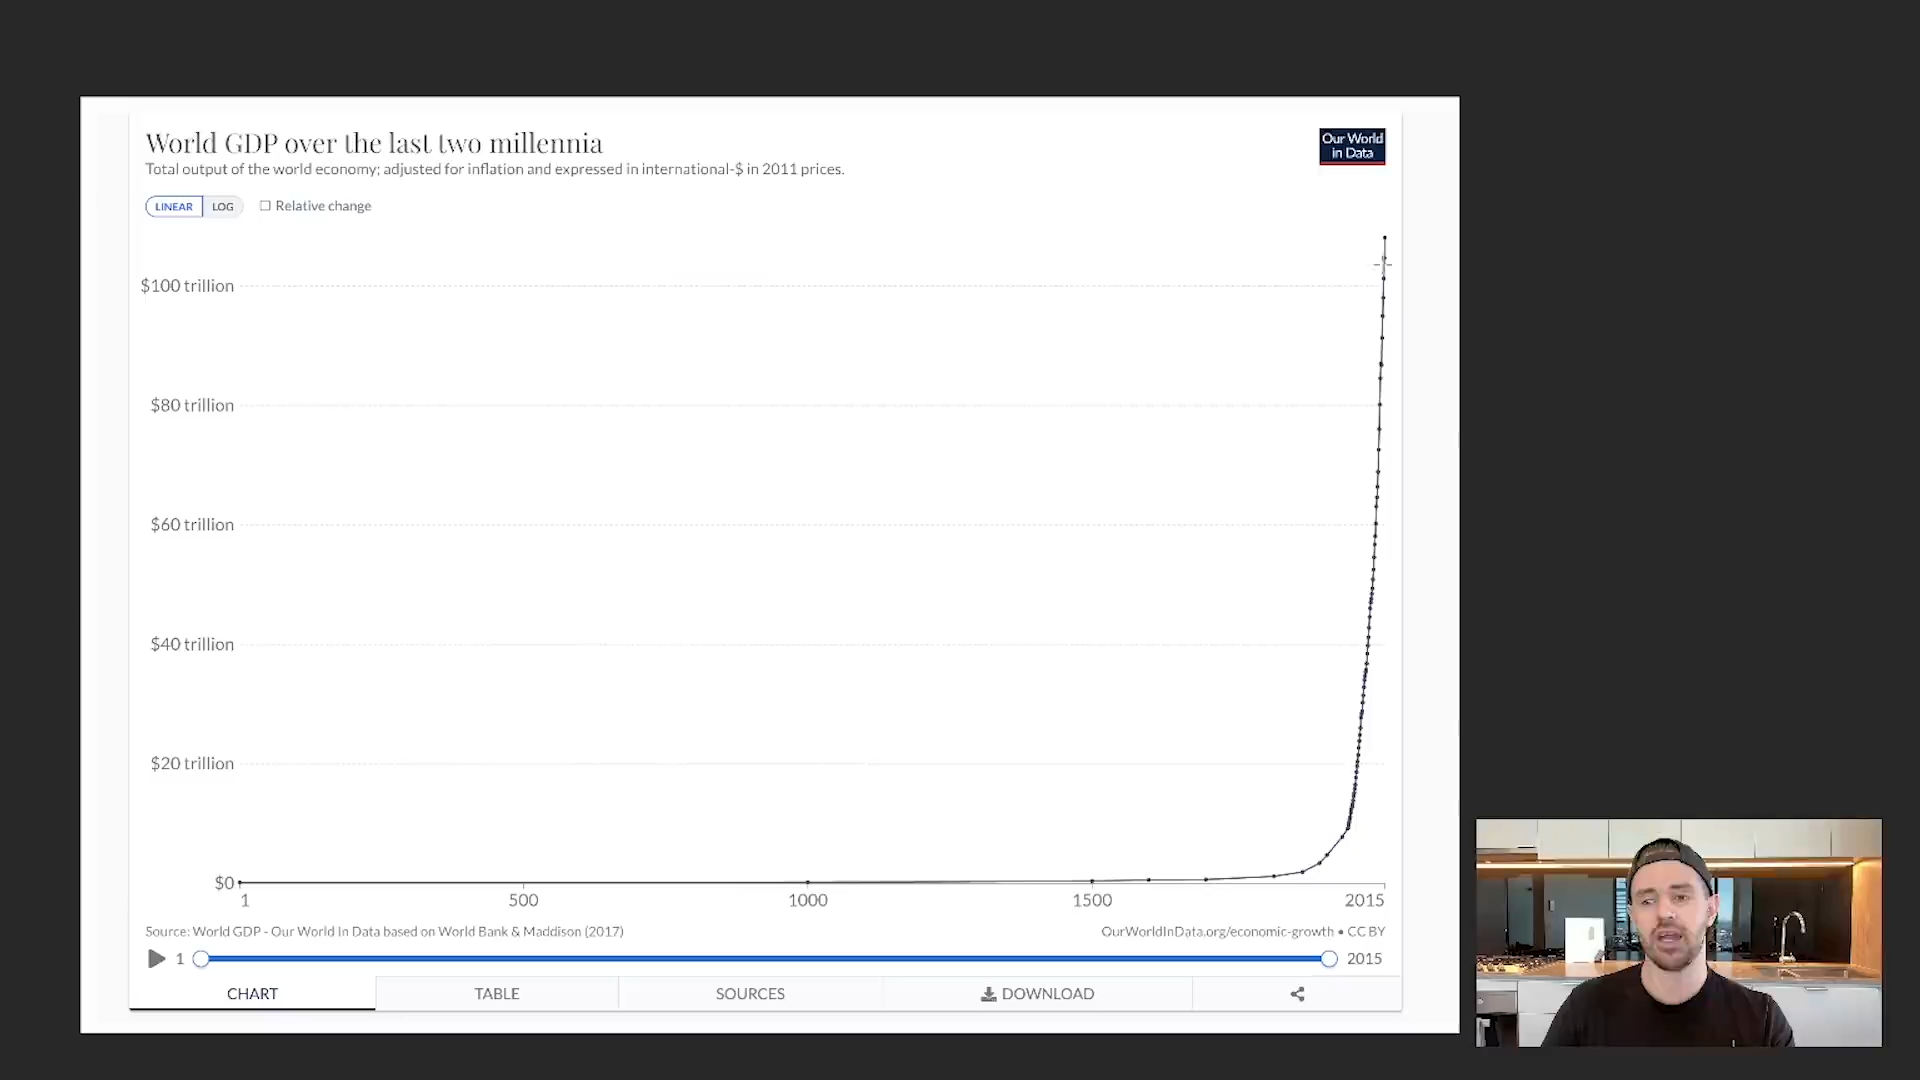 World GDP over the last two millennia
Our World
in Data
Total output of the world economy; adjusted for inflation and expressed in international-$ in 2011 prices.
LINEAR LOG Relative change
$100 trillion
$80 trillion
$60 trillion
$40 trillion
$20 trillion
$0
1 500 1000 1500 2015
Source: World GDP - Our World In Data based on World Bank & Maddison (2017)
OurWorldInData.org/economic-growth • CC BY
1 2015
CHART TABLE SOURCES DOWNLOAD